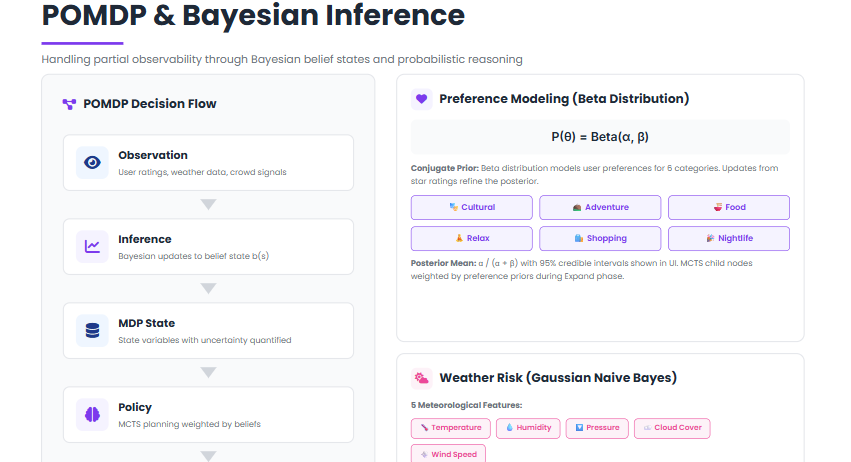 POMDP & Bayesian Inference
Handling partial observability through Bayesian belief states and probabilistic reasoning
POMDP Decision Flow
Observation
User ratings, weather data, crowd signals
Inference
Bayesian updates to belief state b(s)
MDP State
State variables with uncertainty quantified
Policy
MCTS planning weighted by beliefs
Preference Modeling (Beta Distribution)
P(θ) = Beta(α, β)
Conjugate Prior: Beta distribution models user preferences for 6 categories. Updates from
star ratings refine the posterior.
Cultural
Adventure
Food
Relax
Shopping
Nightlife
Posterior Mean: α / (α + β) with 95% credible intervals shown in UI. MCTS child nodes
weighted by preference priors during Expand phase.
Weather Risk (Gaussian Naive Bayes)
5 Meteorological Features:
Temperature
Humidity
Pressure
Cloud Cover
Wind Speed